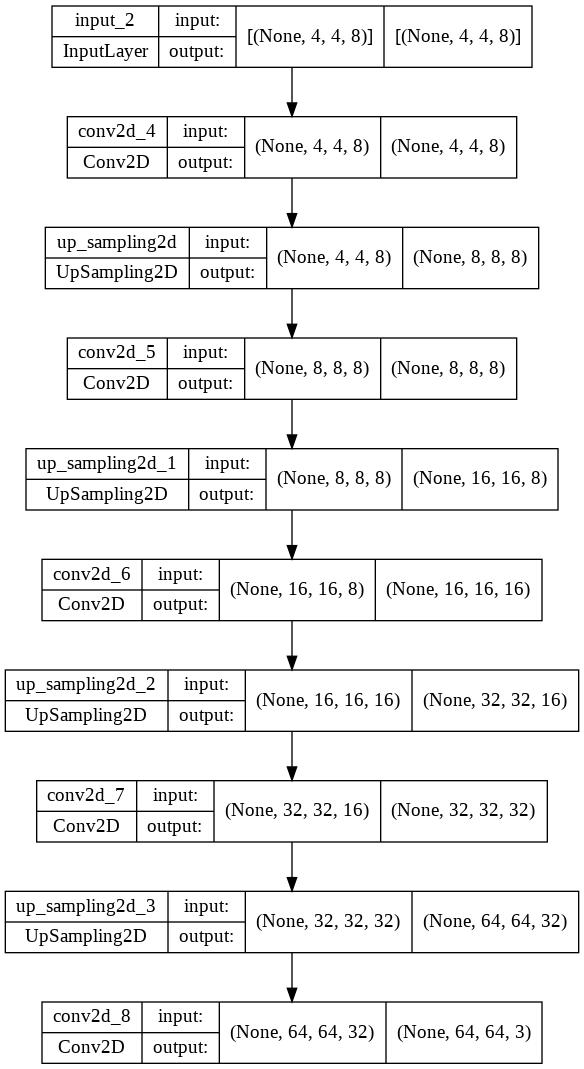 input_2 input: [(None, 4, 4, 8)] [(None, 4, 4, 8)]
InputLayer output:
conv2d_4 input: (None, 4, 4, 8) (None, 4, 4, 8)
Conv2D output:
up_sampling2d input: (None, 4, 4, 8) (None, 8, 8, 8)
UpSampling2D output:
conv2d_5 input: (None, 8, 8, 8) (None, 8, 8, 8)
Conv2D output:
up_sampling2d_1 input: (None, 8, 8, 8) (None, 16, 16, 8)
UpSampling2D output:
conv2d_6 input: (None, 16, 16, 8) (None, 16, 16, 16)
Conv2D output:
up_sampling2d_2 input: (None, 16, 16, 16) (None, 32, 32, 16)
UpSampling2D output:
conv2d_7 input: (None, 32, 32, 16) (None, 32, 32, 32)
Conv2D output:
up_sampling2d_3 input: (None, 32, 32, 32) (None, 64, 64, 32)
UpSampling2D output:
conv2d_8 input: (None, 64, 64, 32) (None, 64, 64, 3)
Conv2D output: